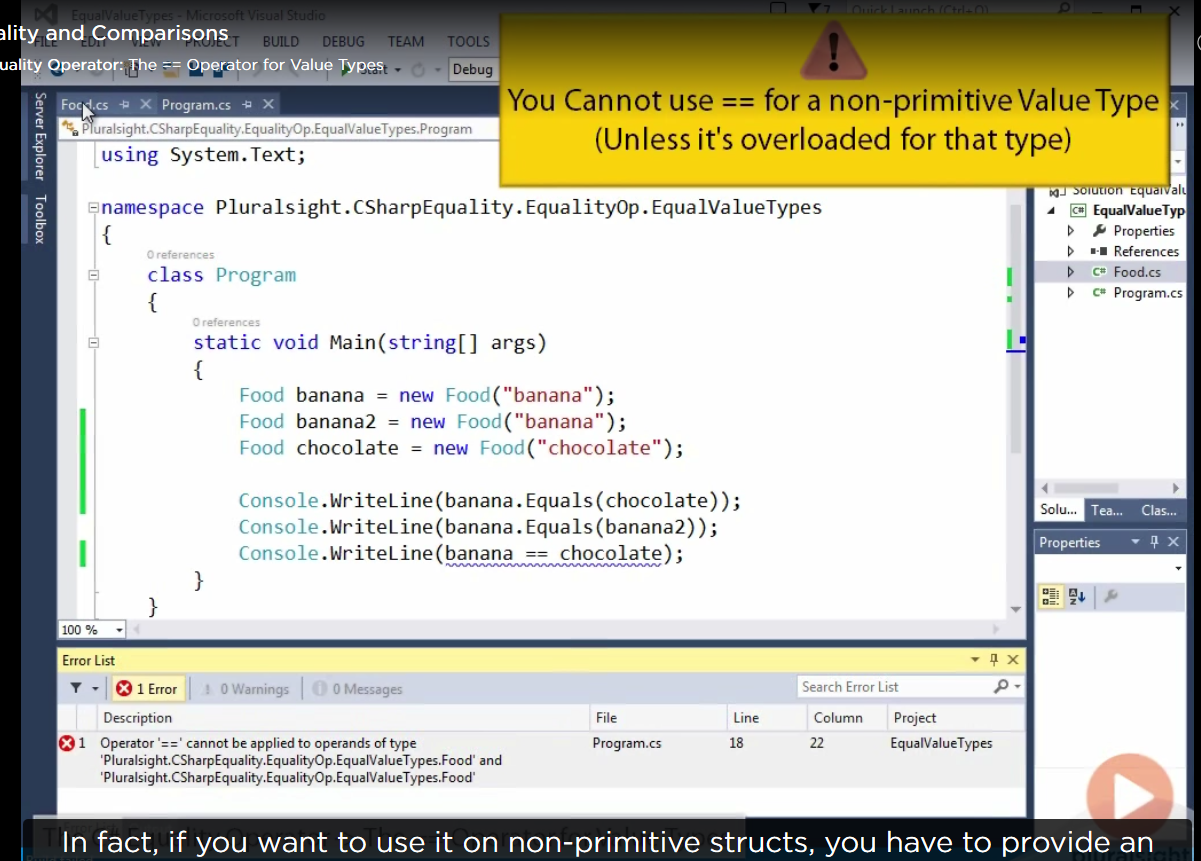 EqualValueTypes - Microsoft Visual Studio
Quick Launch (Ctrl+Q)
ality and Comparisons
FILE EDIT VIEW PROJECT BUILD DEBUG TEAM TOOLS
uality Operator: The == Operator for Value Types
Start
Debug
You Cannot use == for a non-primitive Value Type
(Unless it's overloaded for that type)
Server Explorer
Toolbox
Food.cs Program.cs
Pluralsight.CSharpEquality.EqualityOp.EqualValueTypes.Program
using System.Text;
namespace Pluralsight.CSharpEquality.EqualityOp.EqualValueTypes
{
0 references
class Program
{
0 references
static void Main(string[] args)
{
Food banana = new Food("banana");
Food banana2 = new Food("banana");
Food chocolate = new Food("chocolate");
Console.WriteLine(banana.Equals(chocolate));
Console.WriteLine(banana.Equals(banana2));
Console.WriteLine(banana == chocolate);
}
}
100 %
Solution 'EqualValu
EqualValueTyp
Properties
References
Food.cs
Program.cs
Solu... Tea... Clas...
Properties
Error List
1 Error 0 Warnings 0 Messages
Search Error List
Description File Line Column Project
1 Operator '==' cannot be applied to operands of type Program.cs 18 22 EqualValueTypes
'Pluralsight.CSharpEquality.EqualityOp.EqualValueTypes.Food' and
'Pluralsight.CSharpEquality.EqualityOp.EqualValueTypes.Food'
In fact, if you want to use it on non-primitive structs, you have to provide an